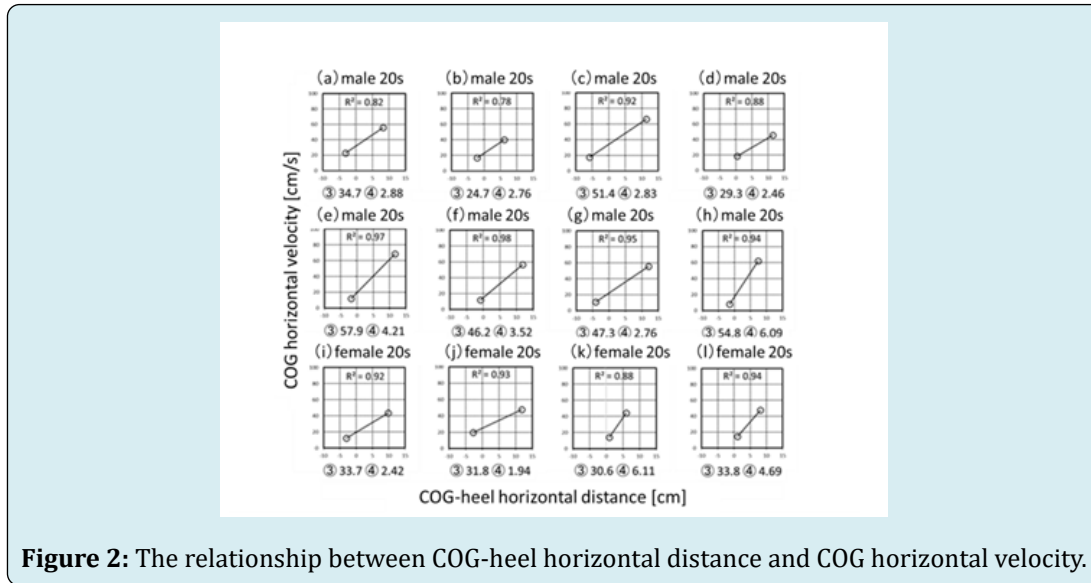 (a) male 20s (b) male 20s (c) male 20s (d) male 20s
R² = 0.82 R² = 0.78 R² = 0.92 R² = 0.88
③ 34.7 ④ 2.88 ③ 24.7 ④ 2.76 ③ 51.4 ④ 2.83 ③ 29.3 ④ 2.46
(e) male 20s (f) male 20s (g) male 20s (h) male 20s
R² = 0.97 R² = 0.98 R² = 0.95 R² = 0.94
③ 57.9 ④ 4.21 ③ 46.2 ④ 3.52 ③ 47.3 ④ 2.76 ③ 54.8 ④ 6.09
(i) female 20s (j) female 20s (k) female 20s (l) female 20s
R² = 0.92 R² = 0.93 R² = 0.88 R² = 0.94
③ 33.7 ④ 2.42 ③ 31.8 ④ 1.94 ③ 30.6 ④ 6.11 ③ 33.8 ④ 4.69
COG horizontal velocity [cm/s]
COG-heel horizontal distance [cm]
Figure 2: The relationship between COG-heel horizontal distance and COG horizontal velocity.